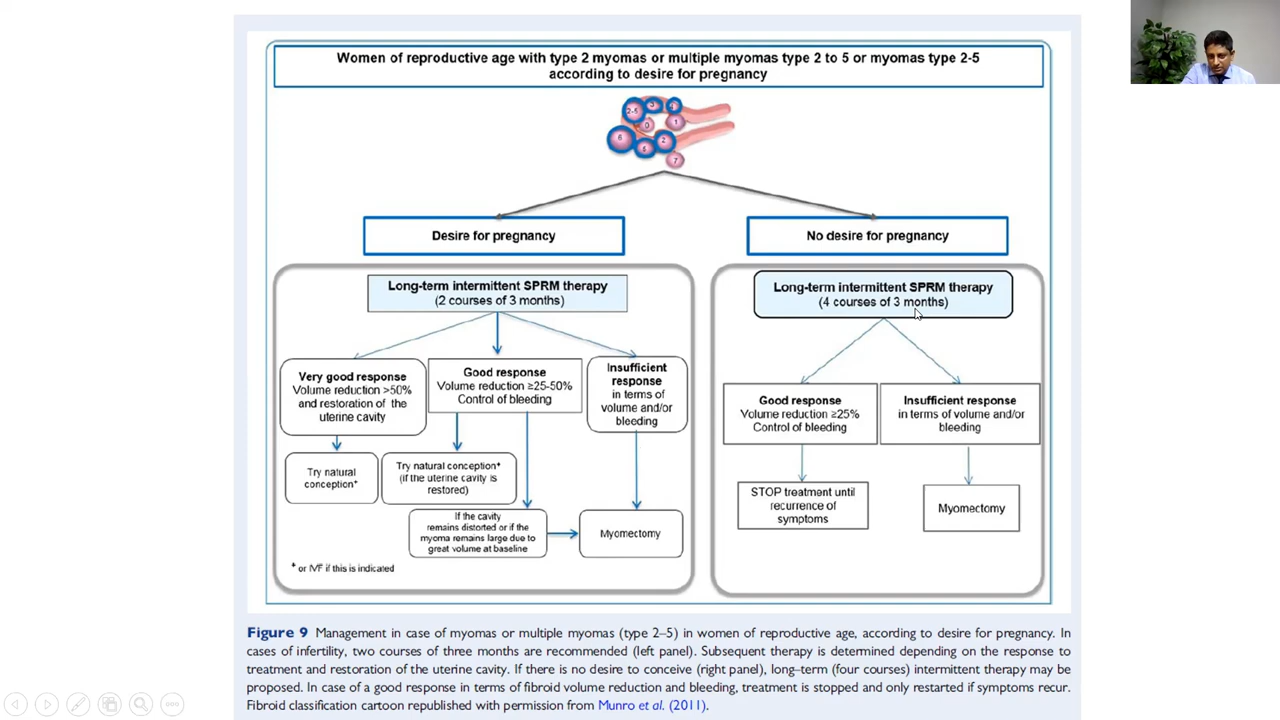 Women of reproductive age with type 2 myomas or multiple myomas type 2 to 5 or myomas type 2-5
according to desire for pregnancy
2-5
3
0
1
6
2
5
7
Desire for pregnancy
No desire for pregnancy
Long-term intermittent SPRM therapy
(2 courses of 3 months)
Long-term intermittent SPRM therapy
(4 courses of 3 months)
Very good response
Volume reduction >50%
and restoration of the
uterine cavity
Good response
Volume reduction ≥25-50%
Control of bleeding
Insufficient
response
in terms of
volume and/or
bleeding
Good response
Volume reduction ≥25%
Control of bleeding
Insufficient response
in terms of volume and/or
bleeding
Try natural
conception*
Try natural conception*
(if the uterine cavity is
restored)
If the cavity
remains distorted or if the
myoma remains large due to
great volume at baseline
Myomectomy
STOP treatment until
recurrence of
symptoms
Myomectomy
* or IVF if this is indicated
Figure 9 Management in case of myomas or multiple myomas (type 2–5) in women of reproductive age, according to desire for pregnancy. In
cases of infertility, two courses of three months are recommended (left panel). Subsequent therapy is determined depending on the response to
treatment and restoration of the uterine cavity. If there is no desire to conceive (right panel), long–term (four courses) intermittent therapy may be
proposed. In case of a good response in terms of fibroid volume reduction and bleeding, treatment is stopped and only restarted if symptoms recur.
Fibroid classification cartoon republished with permission from Munro et al. (2011).